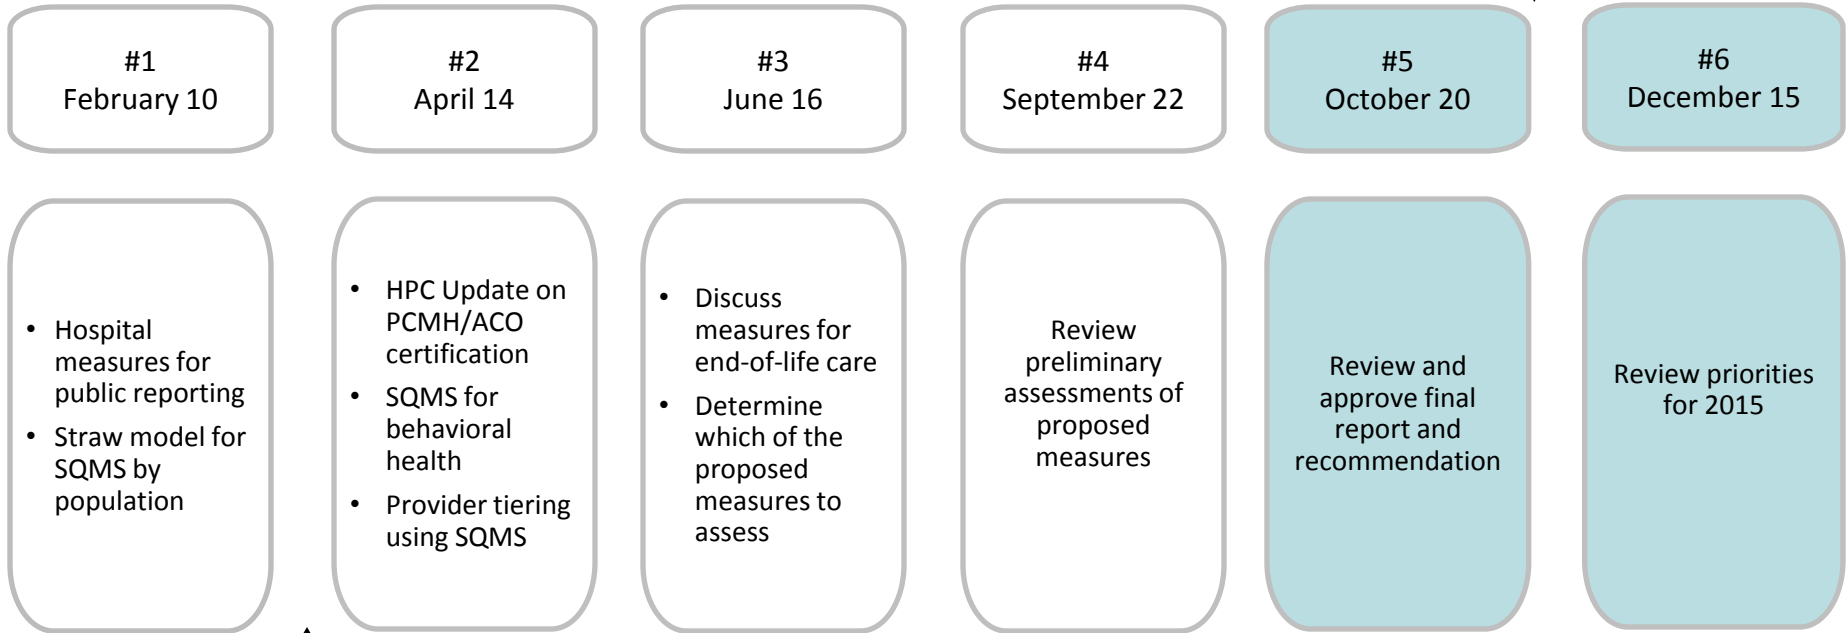 #1
February 10
#2
April 14
#3
June 16
#4
September 22
#5
October 20
#6
December 15
• Hospital
measures for
public reporting
• Straw model for
SQMS by
population
• HPC Update on
PCMH/ACO
certification
• SQMS for
behavioral
health
• Provider tiering
using SQMS
• Discuss
measures for
end-of-life care
• Determine
which of the
proposed
measures to
assess
Review
preliminary
assessments of
proposed
measures
Review and
approve final
report and
recommendation
Review priorities
for 2015